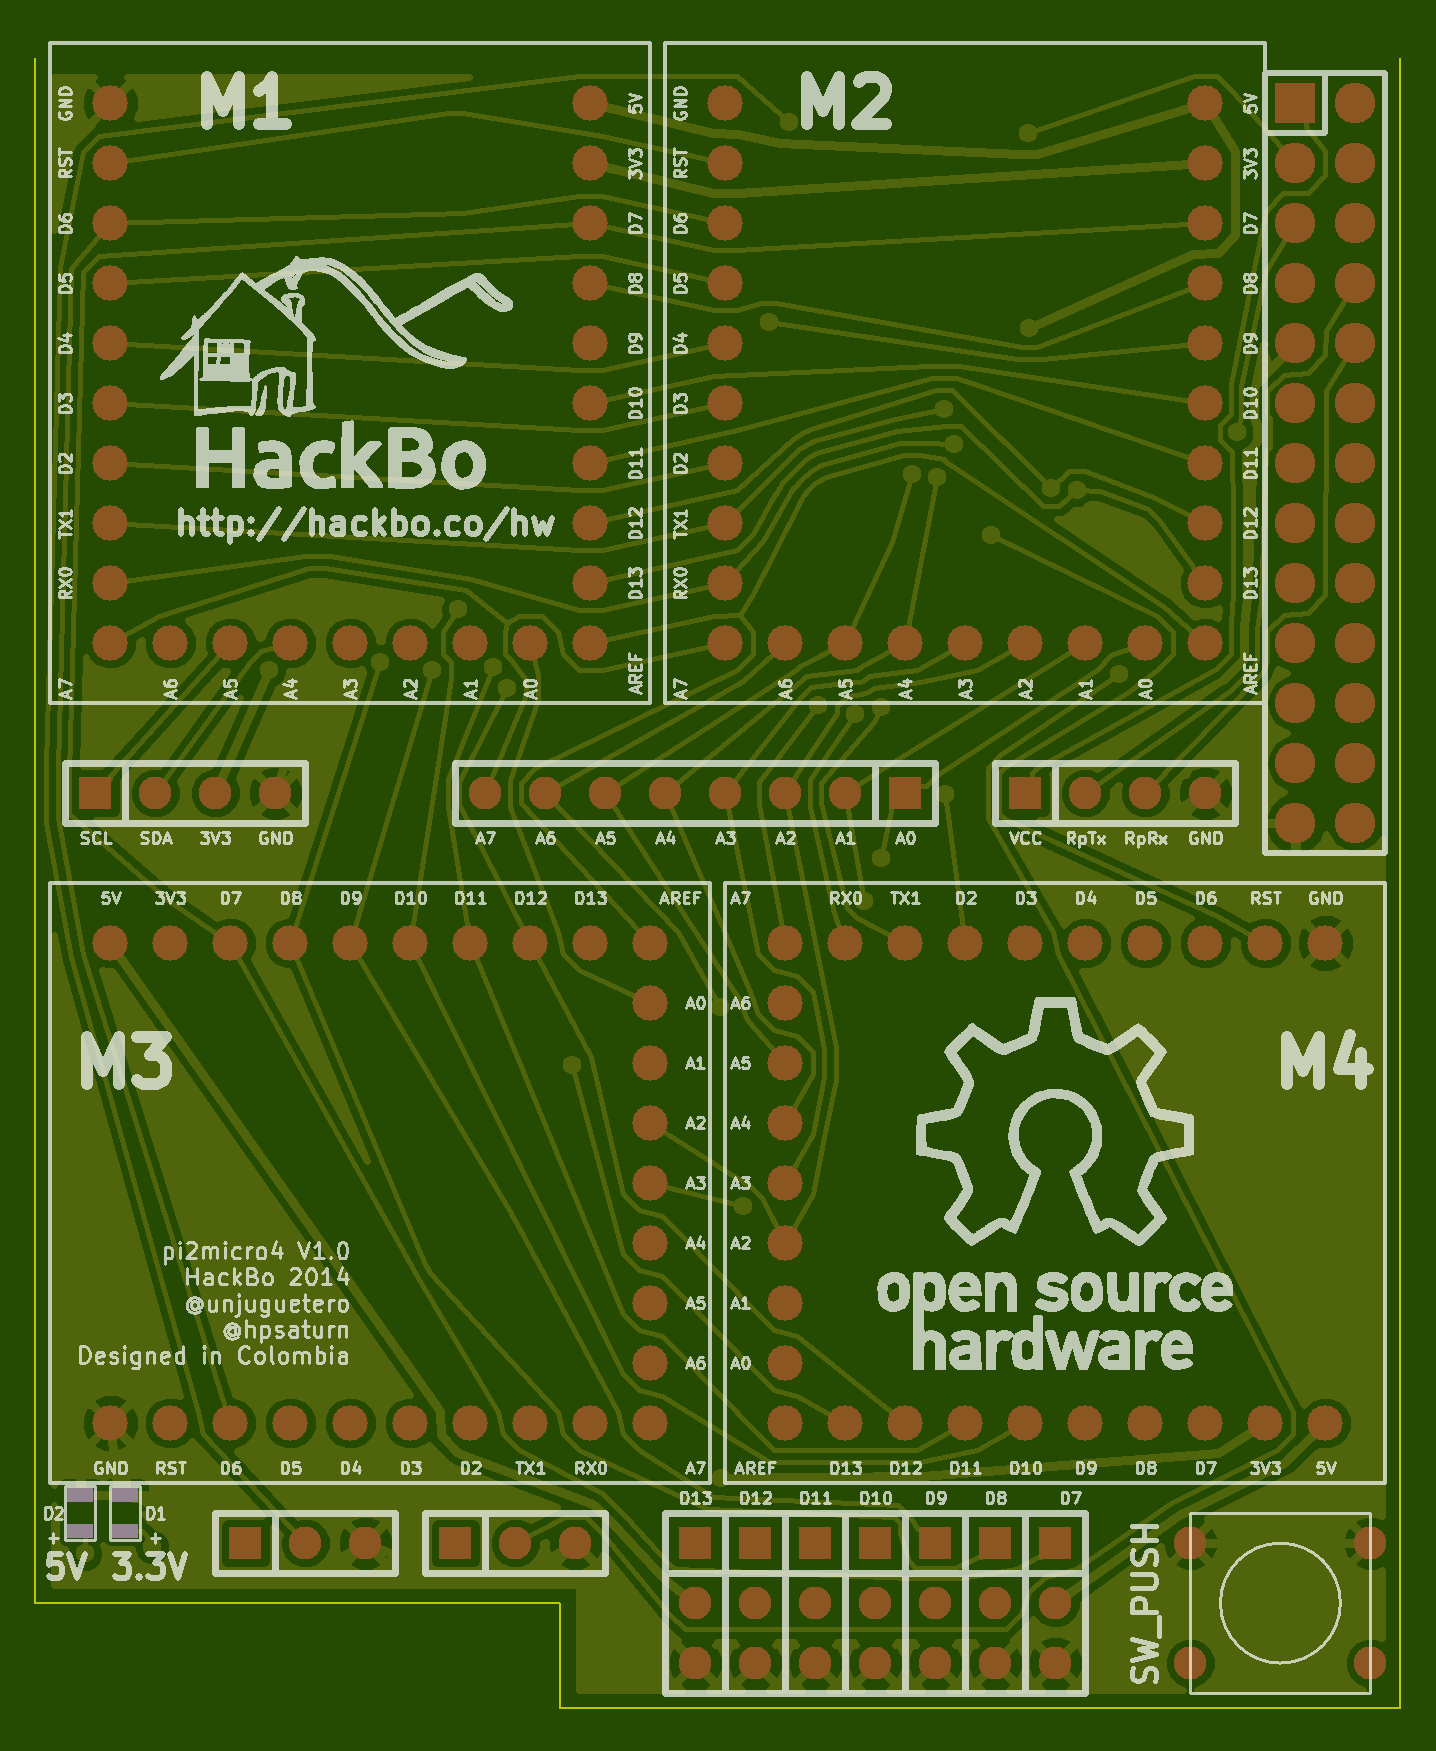 M1
M2
GND 5V GND 5V
RST 3V3 RST 3V3
D6 D7 D6 D7
D5 D8 D5 D8
D4 D9 D4 D9
D3 D10 D3 D10
D2 D11 D2 D11
TX1 D12 TX1 D12
RX0 D13 RX0 D13
HackBo
http://hackbo.co/hw
A7 A6 A5 A4 A3 A2 A1 A0 AREF
A7 A6 A5 A4 A3 A2 A1 A0 AREF
SCL SDA 3V3 GND
A7 A6 A5 A4 A3 A2 A1 A0
VCC RpTx RpRx GND
5V 3V3 D7 D8 D9 D10 D11 D12 D13 AREF
A7 RX0 TX1 D2 D3 D4 D5 D6 RST GND
A0 A6
A1 A5
A2 A4
A3 A3
A4 A2
A5 A1
A6 A0
M3
M4
pi2micro4 V1.0
HackBo 2014
@unjuguetero
@hpsaturn
Designed in Colombia
open source
hardware
GND RST D6 D5 D4 D3 D2 TX1 RX0 A7
AREF D13 D12 D11 D10 D9 D8 D7 3V3 5V
D2 D1
+ +
5V 3.3V
D13 D12 D11 D10 D9 D8 D7
SW_PUSH